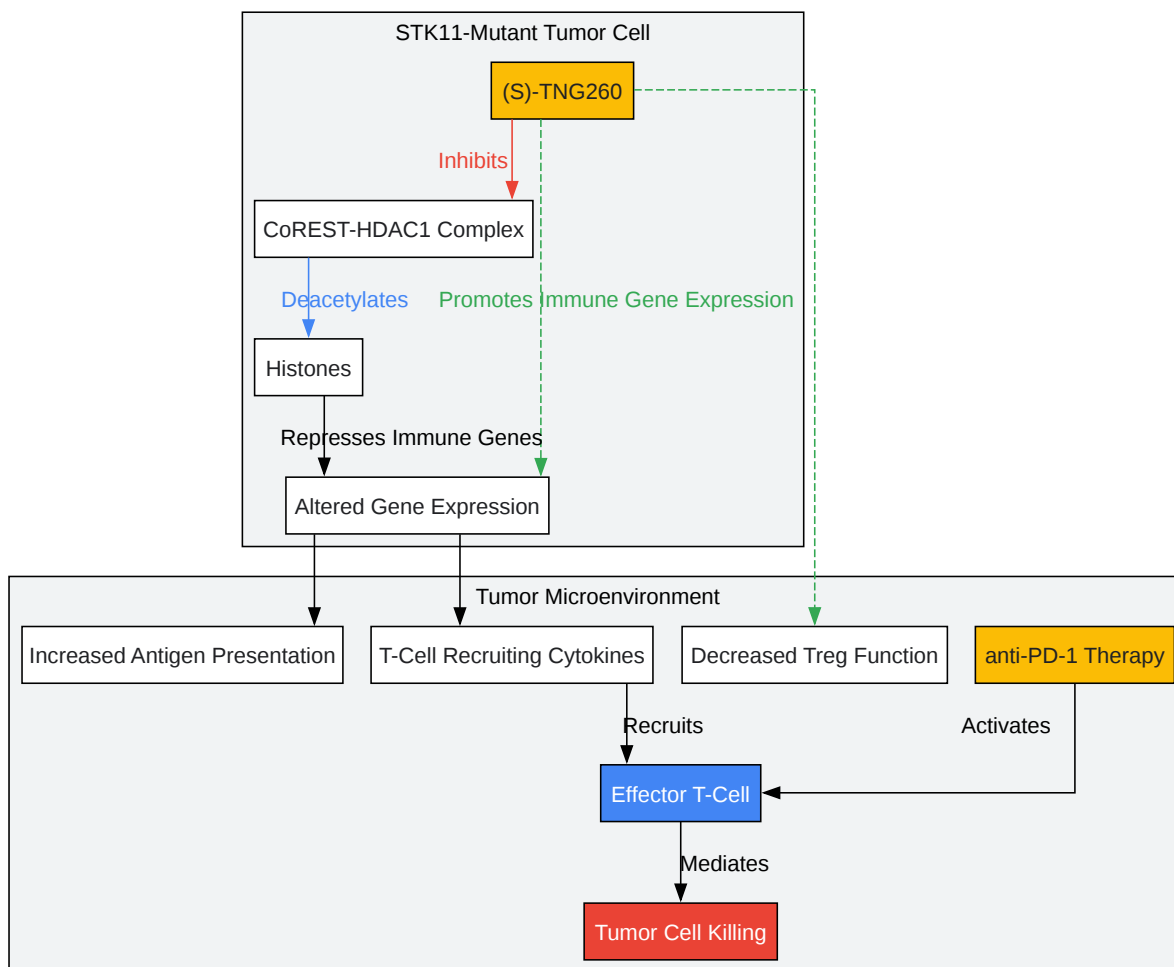 STK11-Mutant Tumor Cell
(S)-TNG260
Inhibits
CoREST-HDAC1 Complex
Deacetylates
Promotes Immune Gene Expression
Histones
Represses Immune Genes
Altered Gene Expression
Tumor Microenvironment
Increased Antigen Presentation
T-Cell Recruiting Cytokines
Decreased Treg Function
anti-PD-1 Therapy
Recruits
Activates
Effector T-Cell
Mediates
Tumor Cell Killing